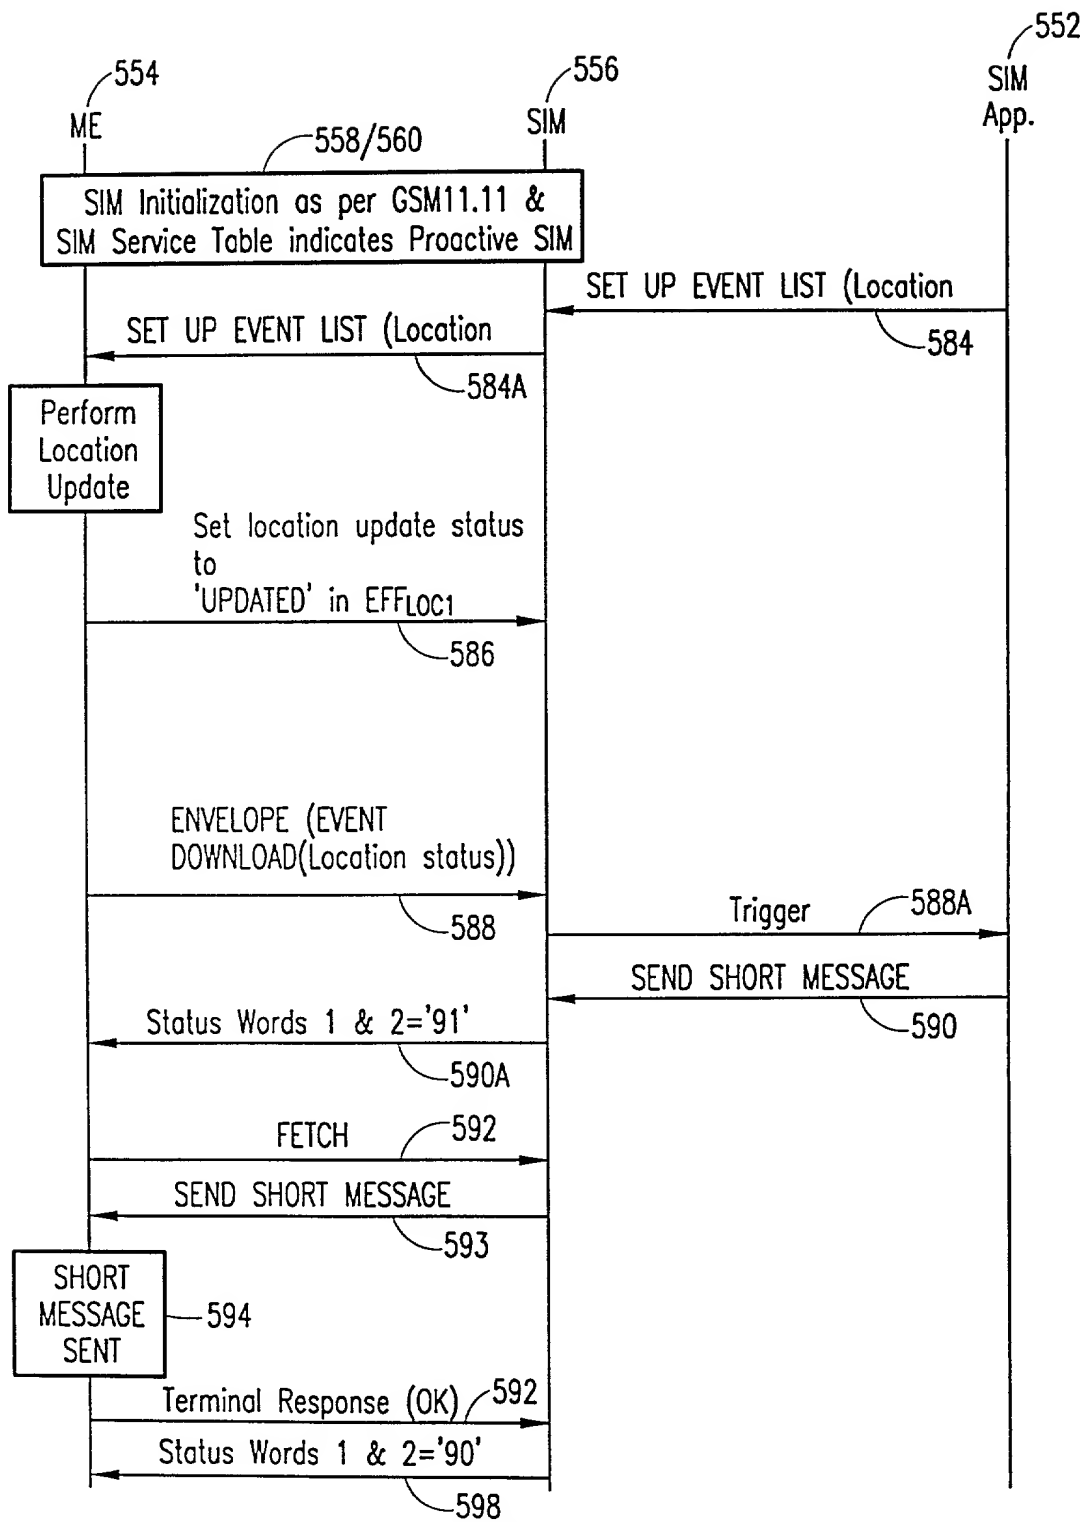 552
SIM
App.
554
ME
556
SIM
558/560
SIM Initialization as per GSM11.11 &
SIM Service Table indicates Proactive SIM
SET UP EVENT LIST (Location
584
SET UP EVENT LIST (Location
584A
Perform
Location
Update
Set location update status
to
'UPDATED' in EFFLOC1
586
ENVELOPE (EVENT
DOWNLOAD(Location status))
588
Trigger
588A
SEND SHORT MESSAGE
590
Status Words 1 & 2='91'
590A
FETCH
592
SEND SHORT MESSAGE
593
SHORT
MESSAGE
SENT
594
Terminal Response (OK)
592
Status Words 1 & 2='90'
598